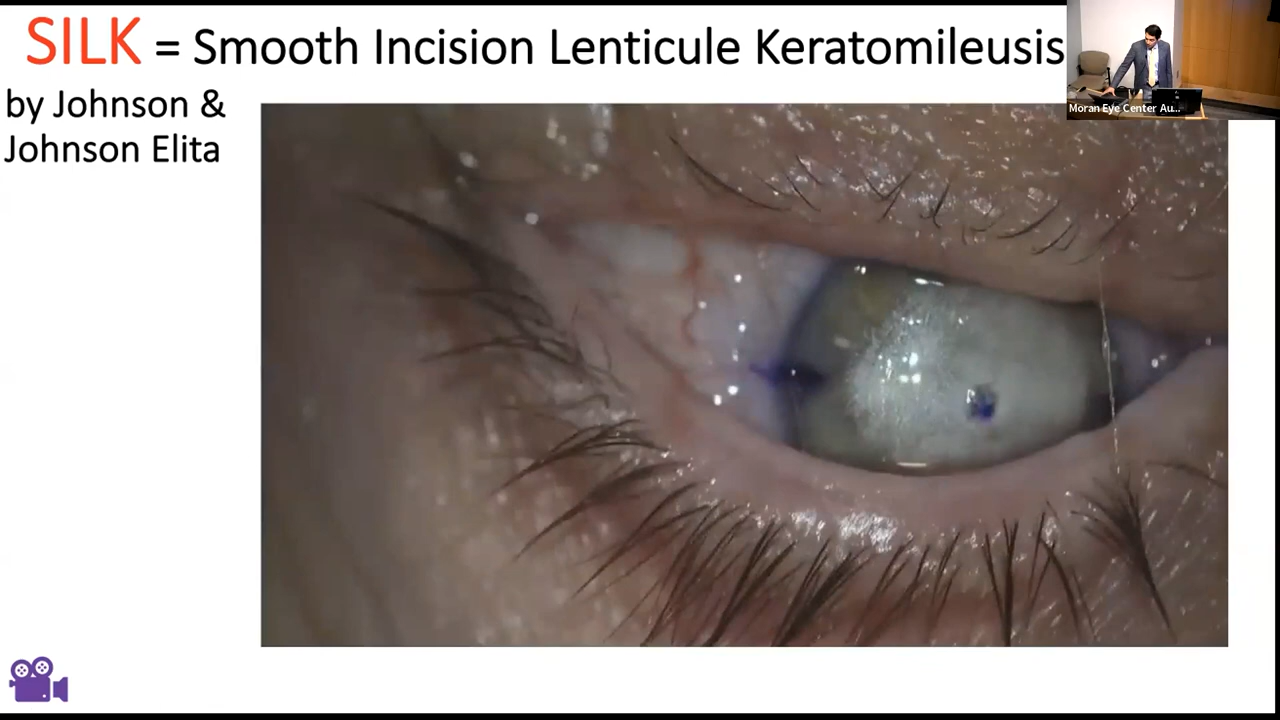 SILK = Smooth Incision Lenticule Keratomileusis
by Johnson &
Johnson Elita
Moran Eye Center Au...